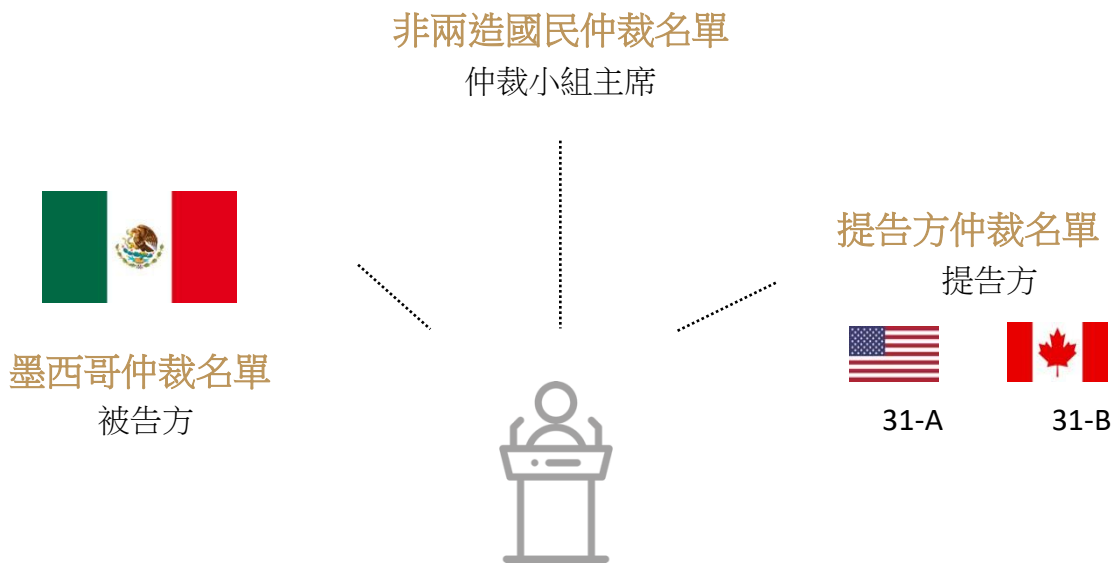 非兩造國民仲裁名單
仲裁小組主席
墨西哥仲裁名單
被告方
提告方仲裁名單
提告方
31-A
31-B